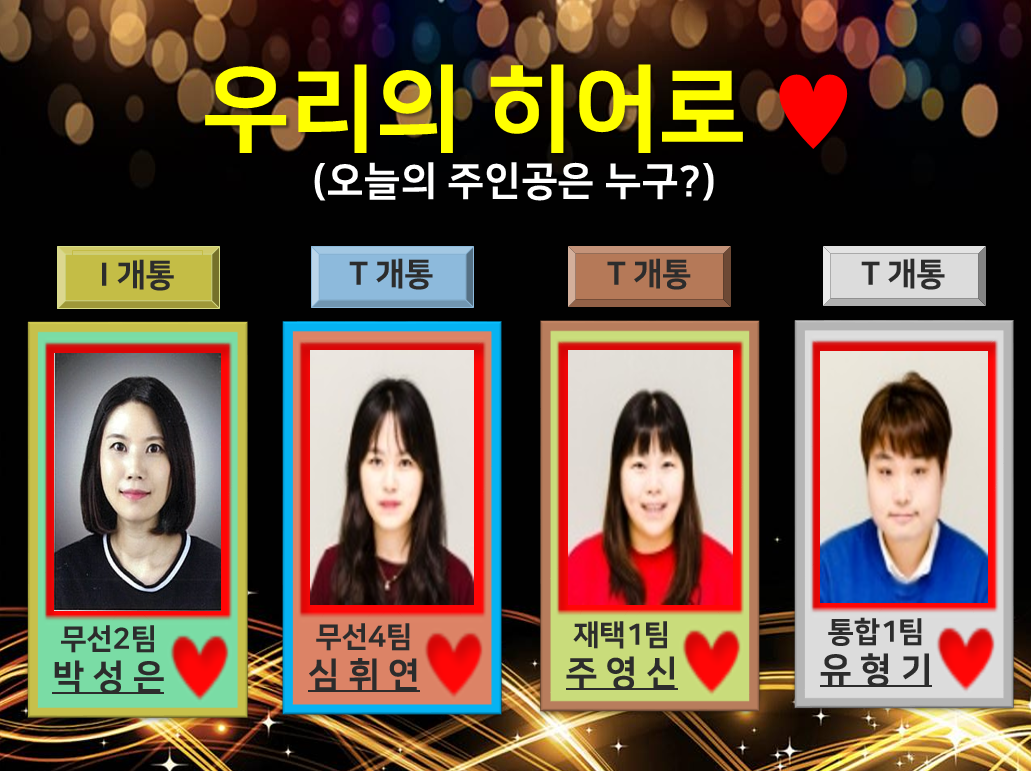 우리의 히어로
(오늘의 주인공은 누구?)
I 개통
T 개통
T 개통
T 개통
무선2팀
박 성 은
무선4팀
심 휘 연
재택1팀
주 영 신
통합1팀
유 형 기